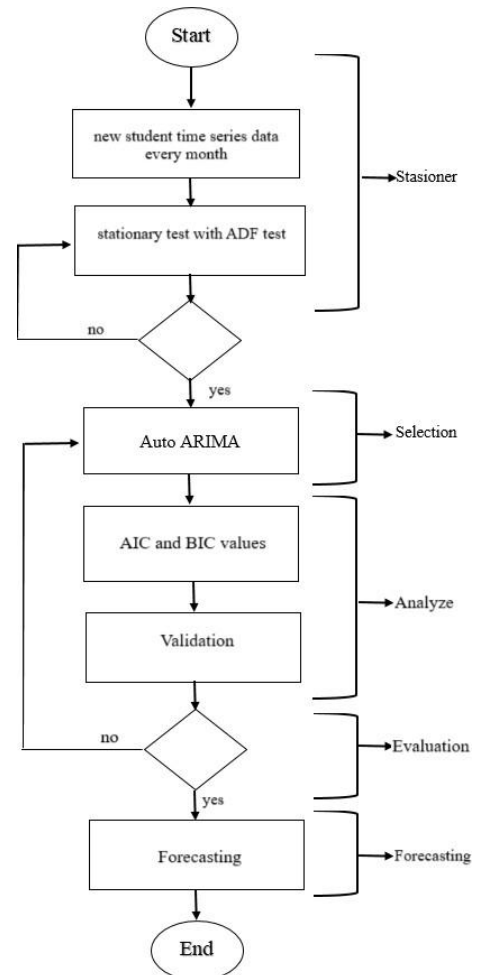 Start
new student time series data
every month
stationary test with ADF test
Stasioner
no
yes
Auto ARIMA
Selection
AIC and BIC values
Analyze
Validation
no
Evaluation
yes
Forecasting
Forecasting
End